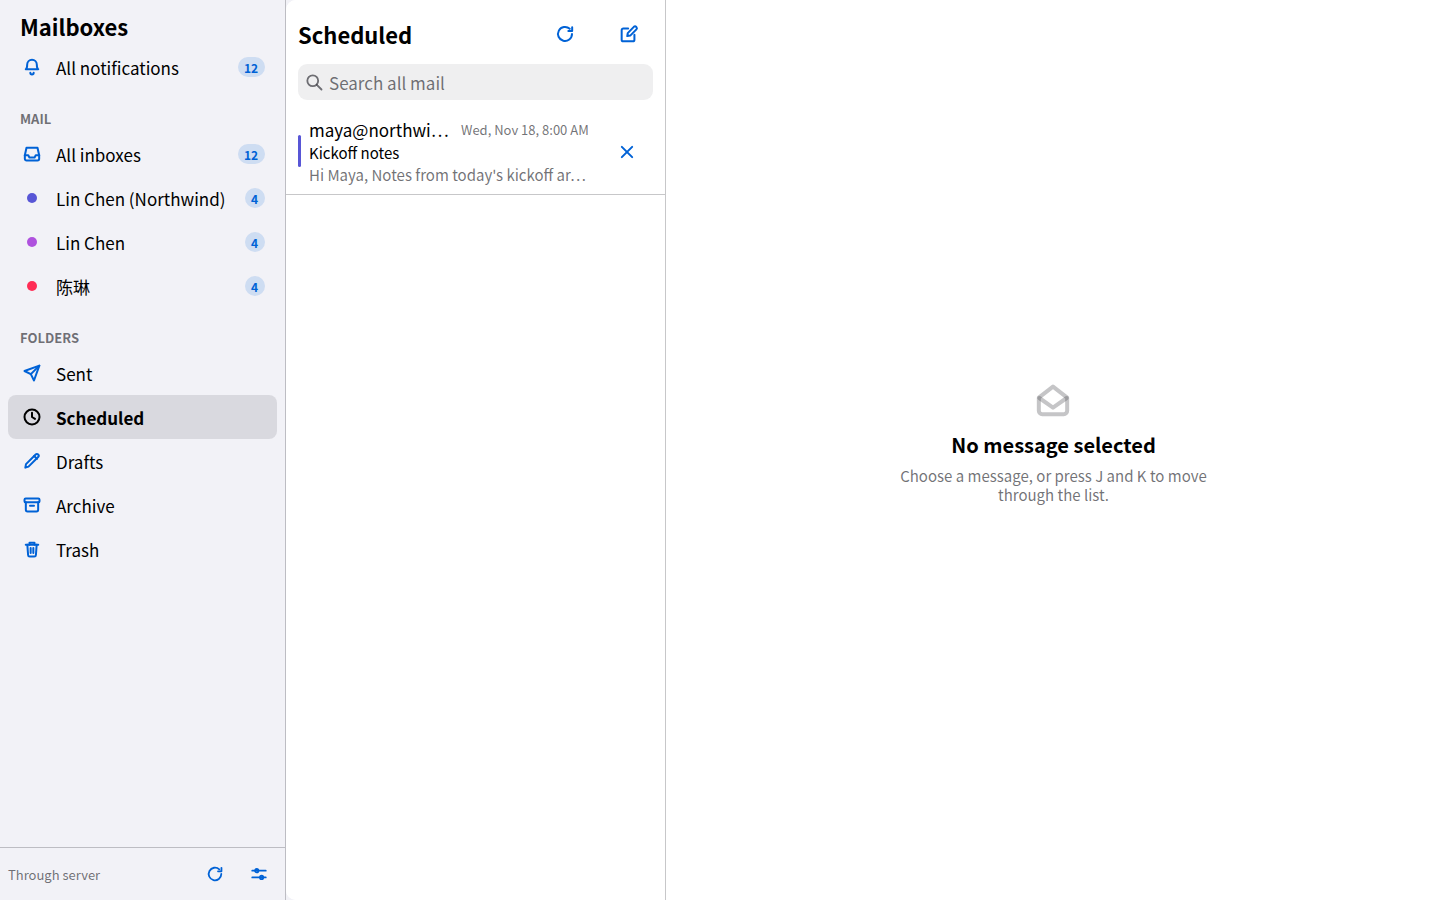 Mailboxes
All notifications 12
MAIL
All inboxes 12
Lin Chen (Northwind) 4
Lin Chen 4
陈琳 4
FOLDERS
Sent
Scheduled
Drafts
Archive
Trash
Through server
Scheduled
Search all mail
maya@northwi… Wed, Nov 18, 8:00 AM
Kickoff notes
Hi Maya, Notes from today's kickoff ar…
No message selected
Choose a message, or press J and K to move
through the list.